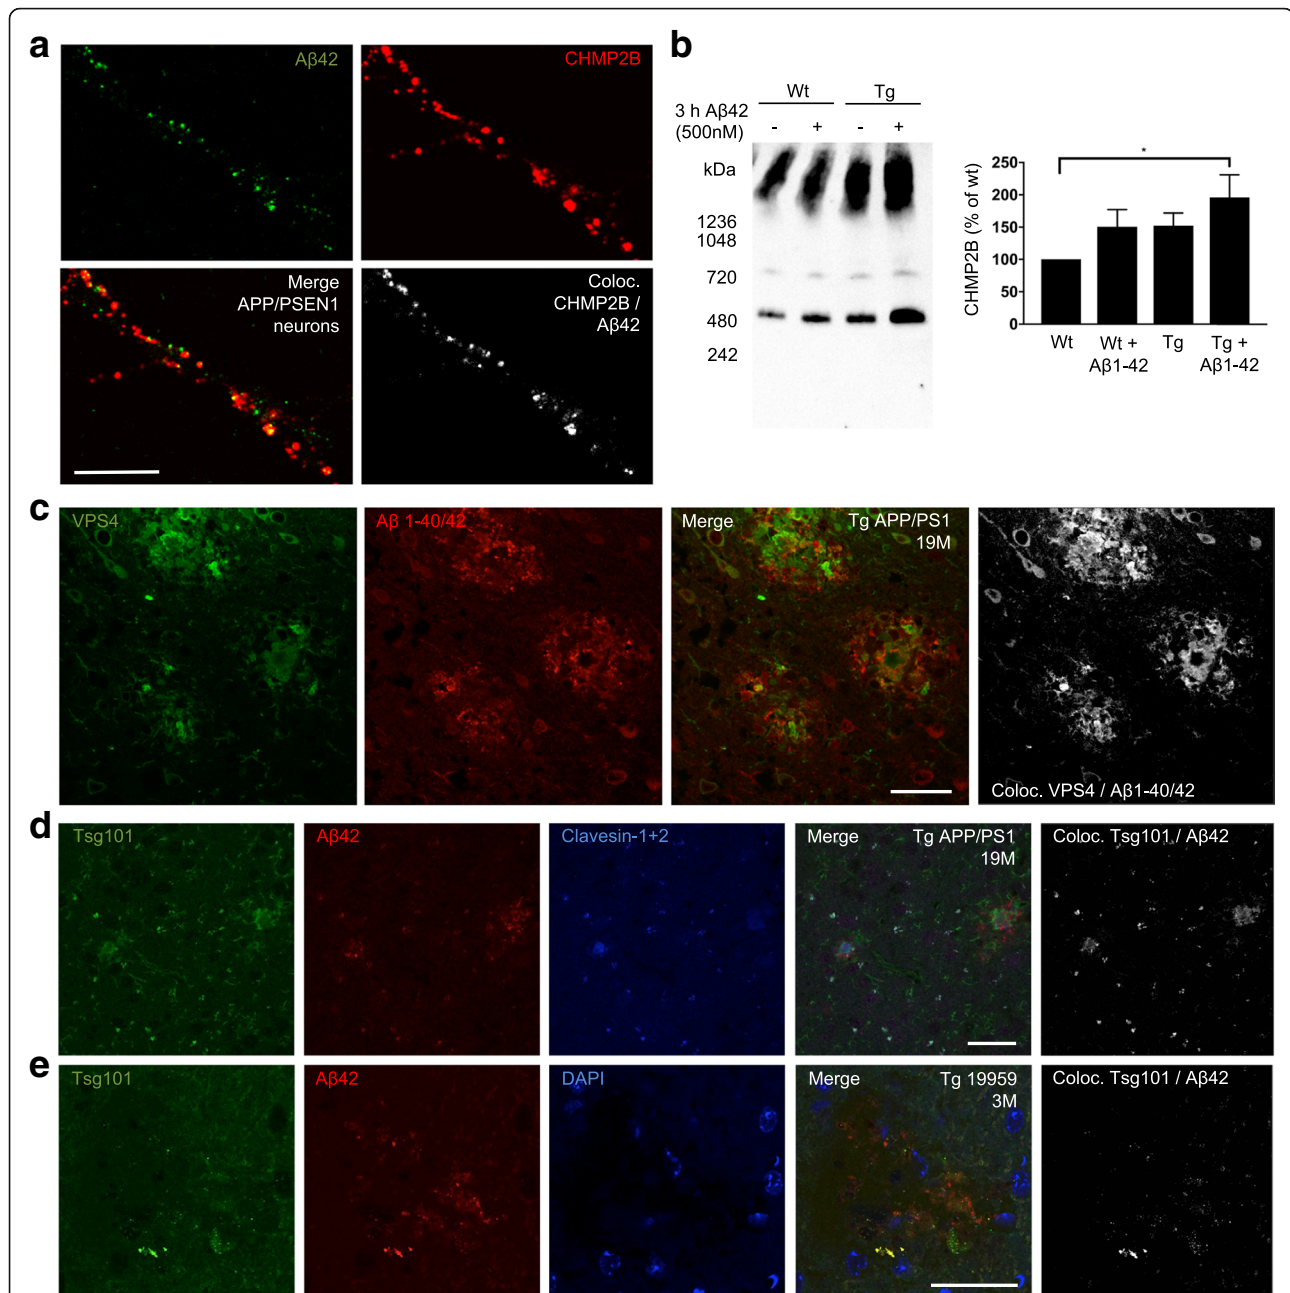 a
Aβ42
CHMP2B
Merge
APP/PSEN1
neurons
Coloc.
CHMP2B /
Aβ42
b
Wt
Tg
3 h Aβ42
(500nM)
- + - +
kDa
1236
1048
720
480
242
CHMP2B (% of wt)
250
200
150
100
50
0
*
Wt
Wt +
Aβ1-42
Tg
Tg +
Aβ1-42
c
VPS4
Aβ 1-40/42
Merge
Tg APP/PS1
19M
Coloc. VPS4 / Aβ1-40/42
d
Tsg101
Aβ42
Clavesin-1+2
Merge
Tg APP/PS1
19M
Coloc. Tsg101 / Aβ42
e
Tsg101
Aβ42
DAPI
Merge
Tg 19959
3M
Coloc. Tsg101 / Aβ42